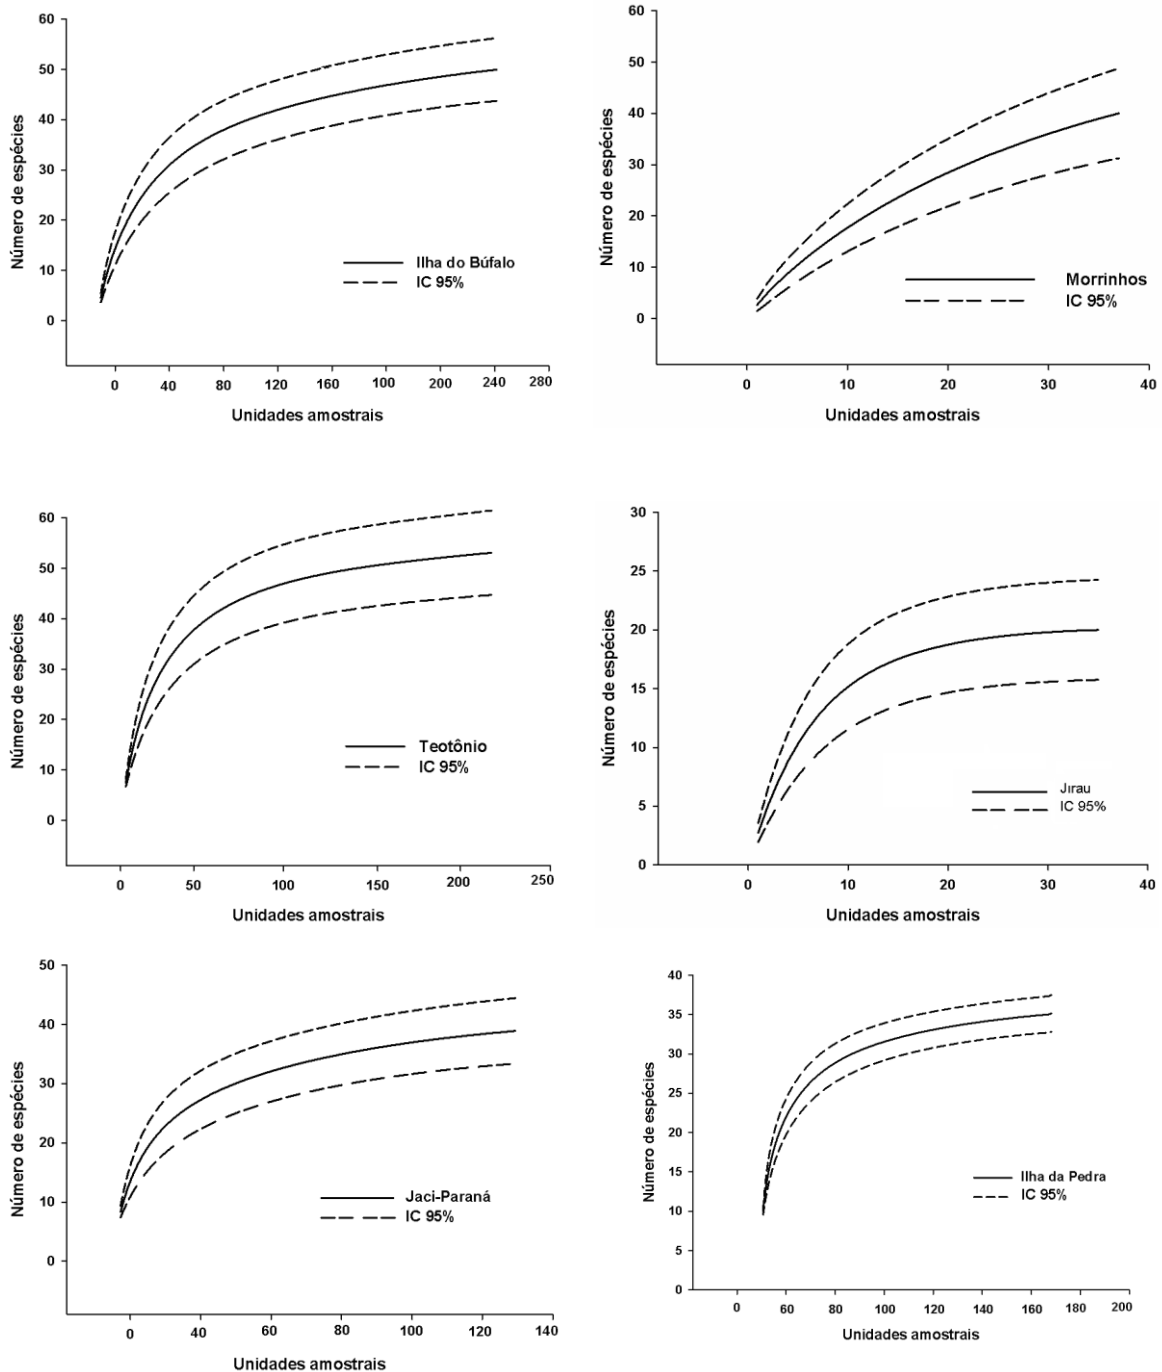 60
50
40
30
20
10
0
Número de espécies
Ilha do Búfalo
IC 95%
0 40 80 120 160 100 200 240 280
Unidades amostrais
60
50
40
30
20
10
0
Número de espécies
Morrinhos
IC 95%
0 10 20 30 40
Unidades amostrais
60
50
40
30
20
10
0
Número de espécies
Teotônio
IC 95%
0 50 100 150 200 250
Unidades amostrais
30
25
20
15
10
5
0
Número de espécies
Jirau
IC 95%
0 10 20 30 40
Unidades amostrais
50
40
30
20
10
0
Número de espécies
Jaci-Paraná
IC 95%
0 40 60 80 100 120 140
Unidades amostrais
40
35
30
25
20
15
10
5
0
Número de espécies
Ilha da Pedra
IC 95%
0 60 80 100 120 140 160 180 200
Unidades amostrais